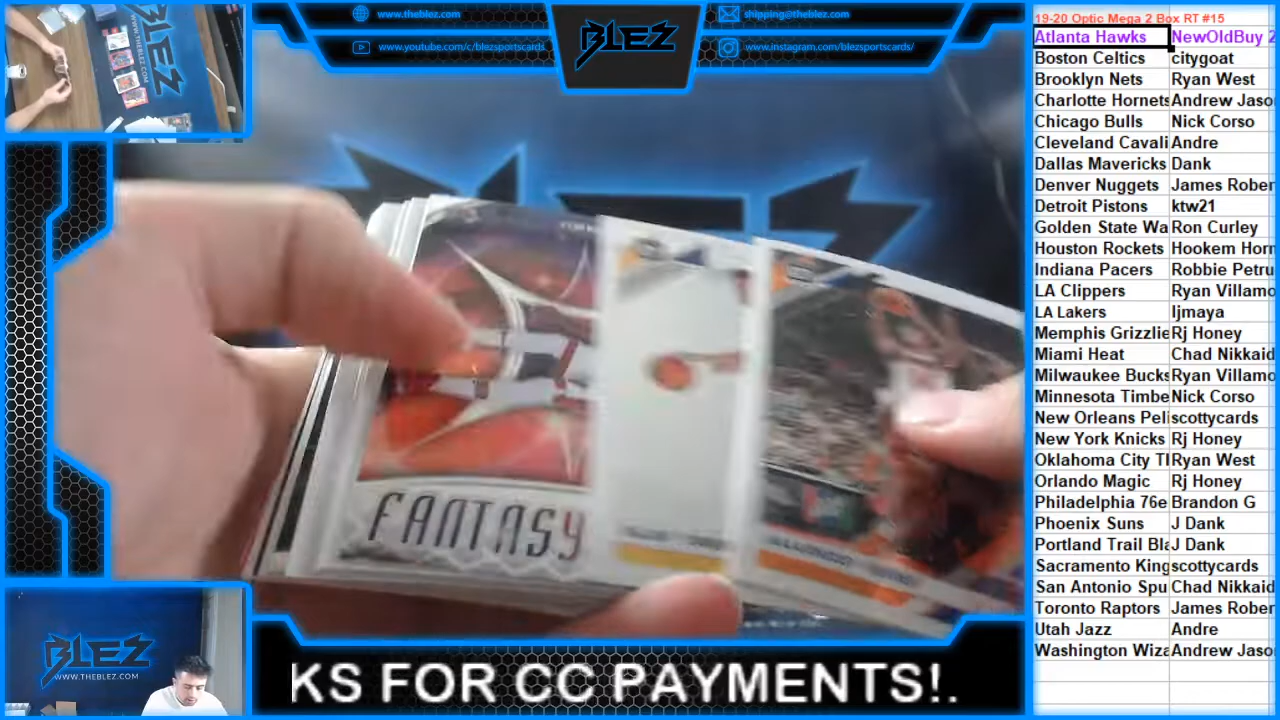 www.theblez.com
www.youtube.com/c/blezsportscards
BLEZ
shipping@theblez.com
www.instagram.com/blezsportscards/
19-20 Optic Mega 2 Box RT #15
Atlanta Hawks NewOldBuy 2
Boston Celtics citygoat
Brooklyn Nets Ryan West
Charlotte Hornets Andrew Jaso
Chicago Bulls Nick Corso
Cleveland Cavali Andre
Dallas Mavericks Dank
Denver Nuggets James Rober
Detroit Pistons ktw21
Golden State Wa Ron Curley
Houston Rockets Hookem Horn
Indiana Pacers Robbie Petru
LA Clippers Ryan Villamo
LA Lakers ljmaya
Memphis Grizzlie Rj Honey
Miami Heat Chad Nikkaid
Milwaukee Bucks Ryan Villamo
Minnesota Timbe Nick Corso
New Orleans Peli scottycards
New York Knicks Rj Honey
Oklahoma City Tl Ryan West
Orlando Magic Rj Honey
Philadelphia 76e Brandon G
Phoenix Suns J Dank
Portland Trail Bla J Dank
Sacramento King scottycards
San Antonio Spu Chad Nikkaid
Toronto Raptors James Rober
Utah Jazz Andre
Washington Wiza Andrew Jaso
FANTASY
BLEZ
WWW.THEBLEZ.COM
BLEZ
WWW.THEBLEZ.COM
KS FOR CC PAYMENTS!.